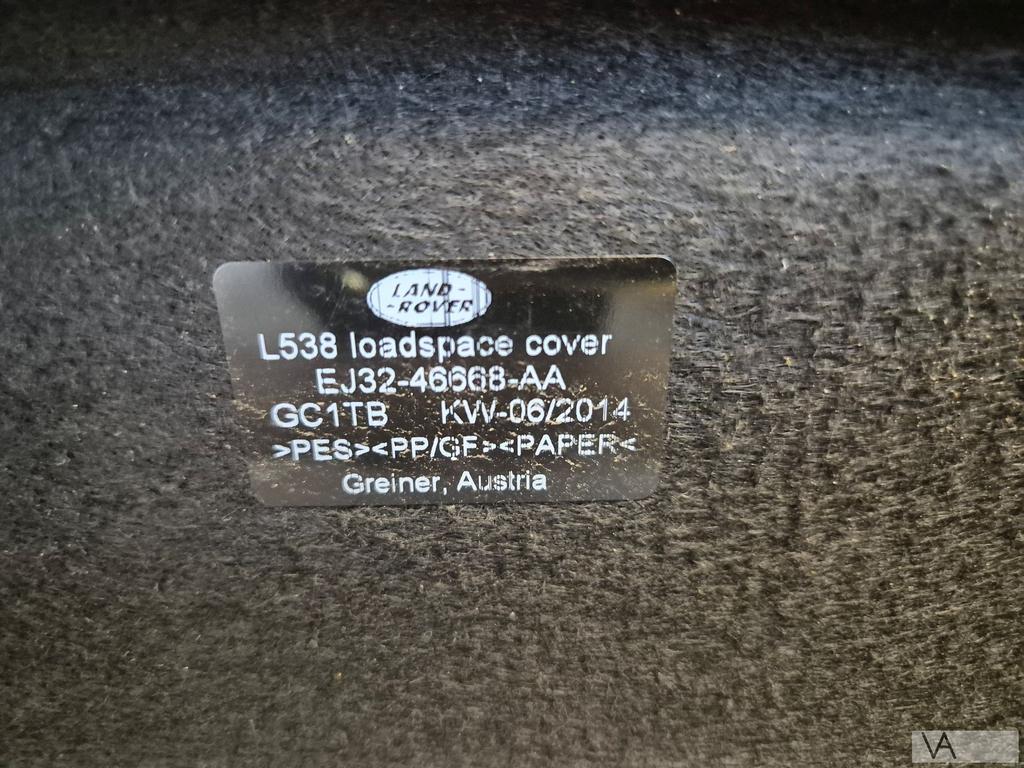 LAND-
-ROVER
L538 loadspace cover
EJ32-46668-AA
GC1TB KW-06/2014
>PES><PP/GF><PAPER<
Greiner, Austria
VA